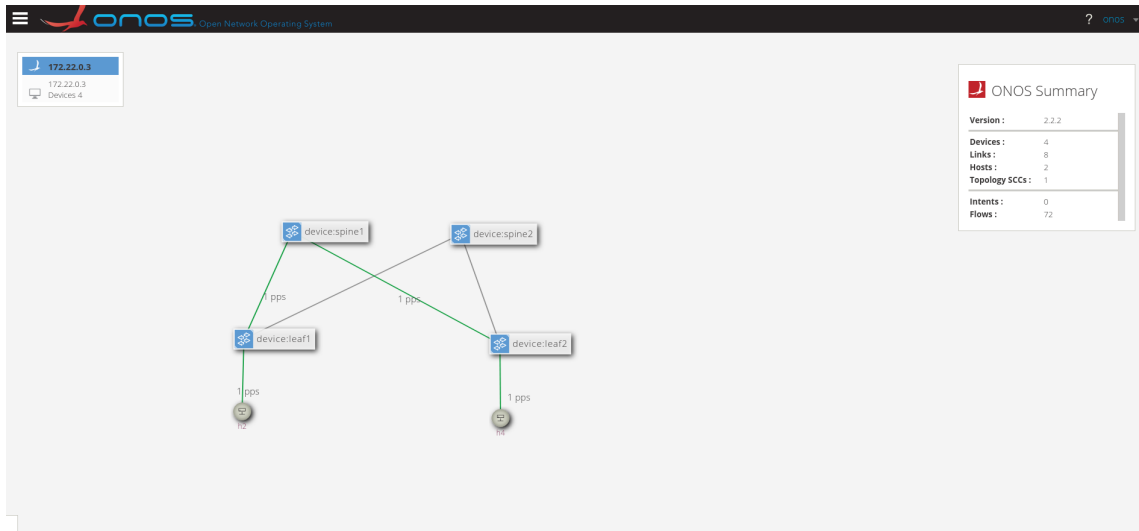 onos. Open Network Operating System
? onos
172.22.0.3
172.22.0.3
Devices 4
ONOS Summary
Version : 2.2.2
Devices : 4
Links : 8
Hosts : 2
Topology SCCs : 1
Intents : 0
Flows : 72
device:spine1
device:spine2
1 pps
1 pps
device:leaf1
device:leaf2
1 pps
1 pps
h2
h4